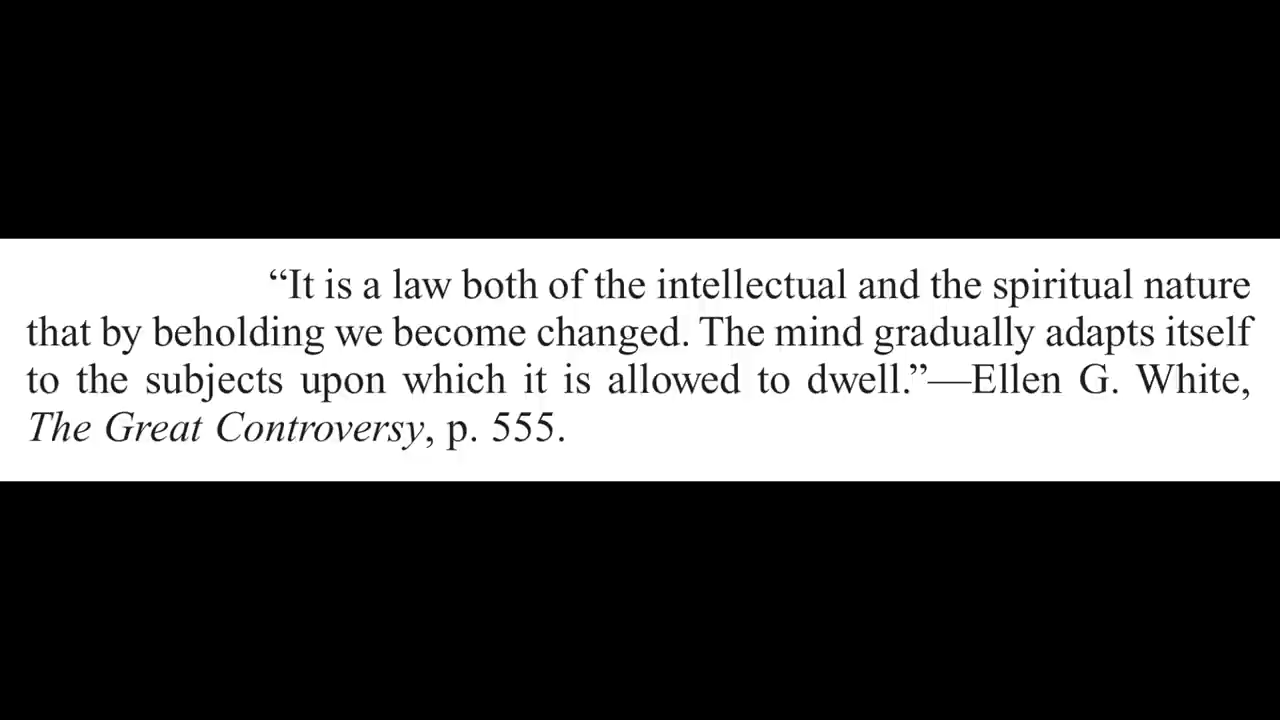 “It is a law both of the intellectual and the spiritual nature
that by beholding we become changed. The mind gradually adapts itself
to the subjects upon which it is allowed to dwell.”—Ellen G. White,
The Great Controversy, p. 555.